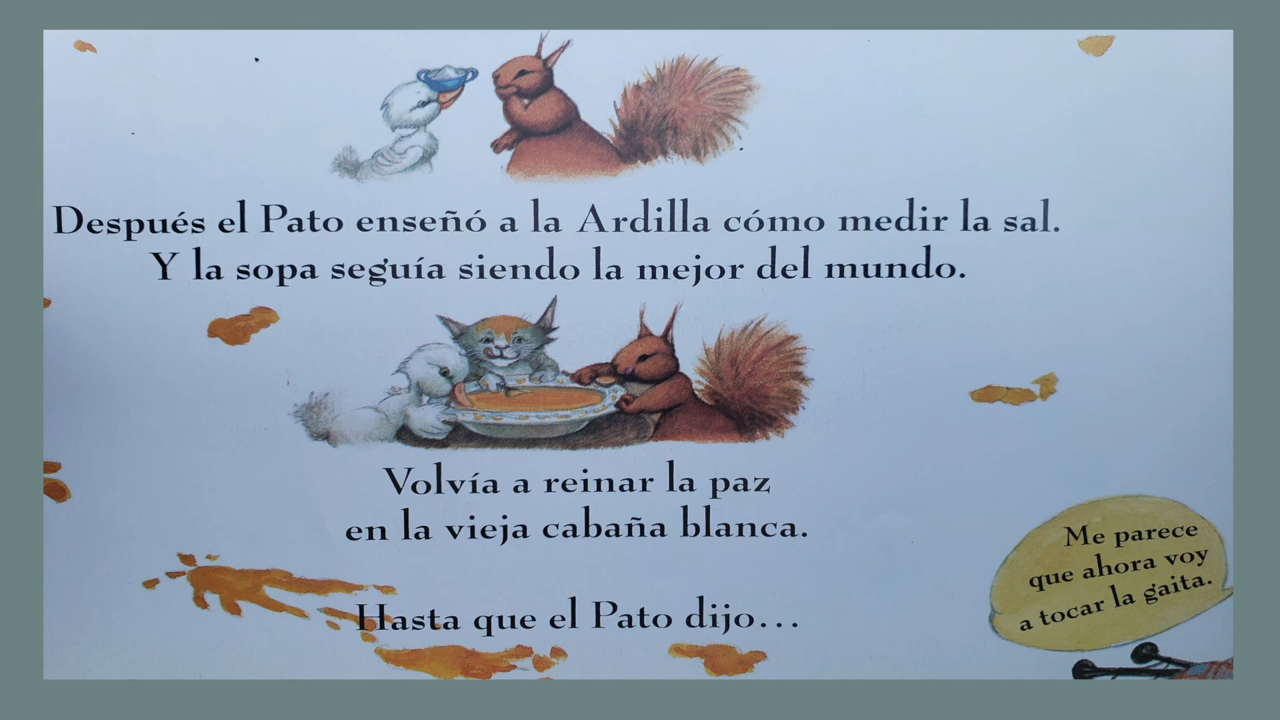 Después el Pato enseñó a la Ardilla cómo medir la sal.
Y la sopa seguía siendo la mejor del mundo.
Volvía a reinar la paz
en la vieja cabaña blanca.
Hasta que el Pato dijo...
Me parece
que ahora voy
a tocar la gaita.